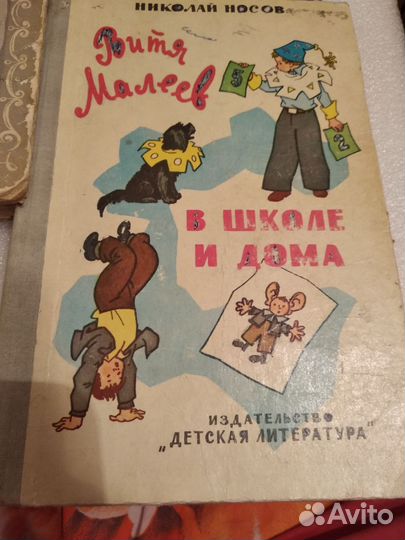 НИКОЛАЙ НОСОВ
Витя
Малеев
5
2
В ШКОЛЕ
И ДОМА
ИЗДАТЕЛЬСТВО
„ДЕТСКАЯ ЛИТЕРАТУРА"
Avito